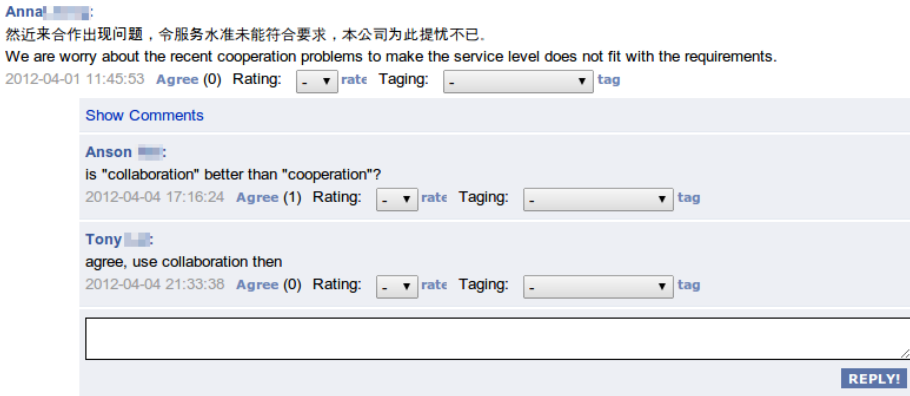 Anna :
然近来合作出现问题，令服务水准未能符合要求，本公司为此提忧不已.
We are worry about the recent cooperation problems to make the service level does not fit with the requirements.
2012-04-01 11:45:53 Agree (0) Rating: - ▼ rate Taging: - ▼ tag
Show Comments
Anson :
is "collaboration" better than "cooperation"?
2012-04-04 17:16:24 Agree (1) Rating: - ▼ rate Taging: - ▼ tag
Tony :
agree, use collaboration then
2012-04-04 21:33:38 Agree (0) Rating: - ▼ rate Taging: - ▼ tag
REPLY!